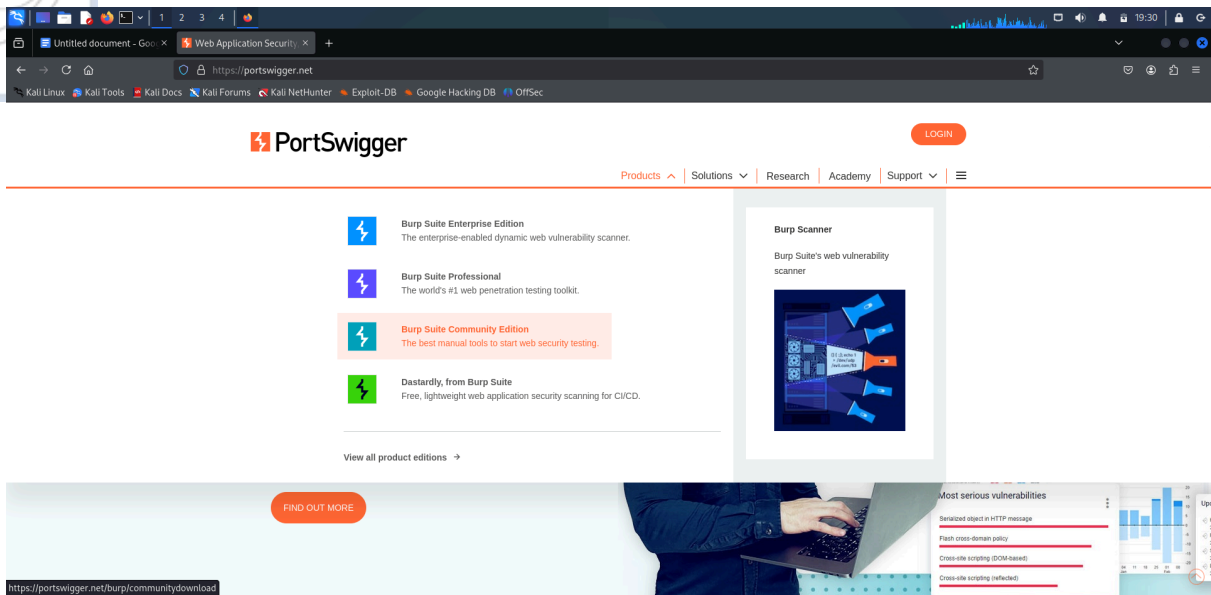 1 2 3 4
19:30
Untitled document - Goo
Web Application Security
https://portswigger.net
Kali Linux Kali Tools Kali Docs Kali Forums Kali NetHunter Exploit-DB Google Hacking DB OffSec
PortSwigger
LOGIN
Products Solutions Research Academy Support
Burp Suite Enterprise Edition
The enterprise-enabled dynamic web vulnerability scanner.
Burp Suite Professional
The world's #1 web penetration testing toolkit.
Burp Suite Community Edition
The best manual tools to start web security testing.
Dastardly, from Burp Suite
Free, lightweight web application security scanning for CI/CD.
View all product editions →
Burp Scanner
Burp Suite's web vulnerability
scanner
FIND OUT MORE
Most serious vulnerabilities
Serialized object in HTTP message
Flash cross-domain policy
Cross-site scripting (DOM-based)
Cross-site scripting (reflected)
https://portswigger.net/burp/communitydownload